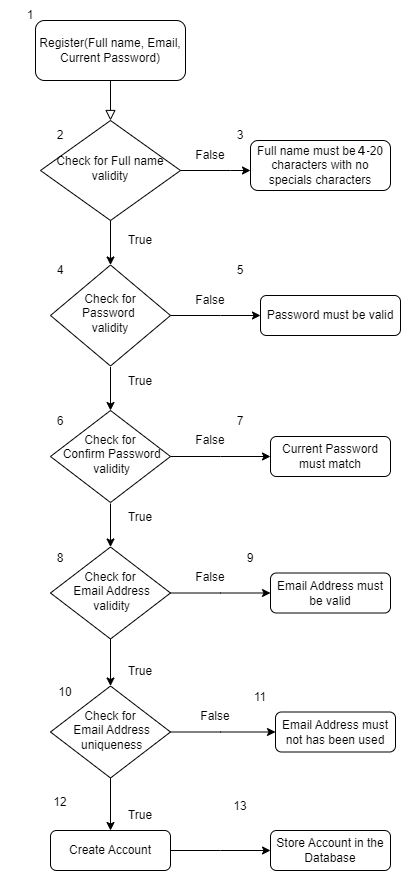 1
Register(Full name, Email,
Current Password)
2
Check for Full name
validity
False
3
Full name must be 4-20
characters with no
specials characters
True
4
Check for
Password
validity
False
5
Password must be valid
True
6
Check for
Confirm Password
validity
False
7
Current Password
must match
True
8
Check for
Email Address
validity
False
9
Email Address must
be valid
True
10
Check for
Email Address
uniqueness
False
11
Email Address must
not has been used
True
12
Create Account
13
Store Account in the
Database